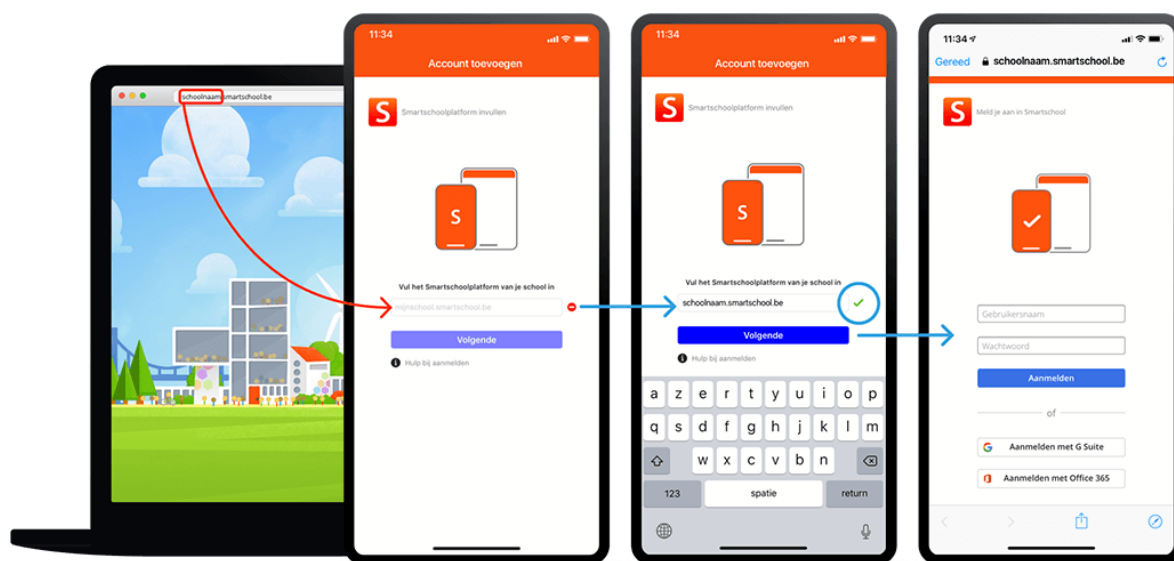 schoolnaam.smartschool.be
11:34
Account toevoegen
S
Smartschoolplatform invullen
S
Vul het Smartschoolplatform van je school in
mijnschool.smartschool.be
Volgende
Hulp bij aanmelden
11:34
Account toevoegen
S
Smartschoolplatform invullen
S
Vul het Smartschoolplatform van je school in
schoolnaam.smartschool.be
Volgende
Hulp bij aanmelden
a z e r t y u i o p
q s d f g h j k l m
w x c v b n
123 spatie return
11:34
Gereed schoolnaam.smartschool.be
S
Meld je aan in Smartschool
Gebruikersnaam
Wachtwoord
Aanmelden
of
G Aanmelden met G Suite
Aanmelden met Office 365